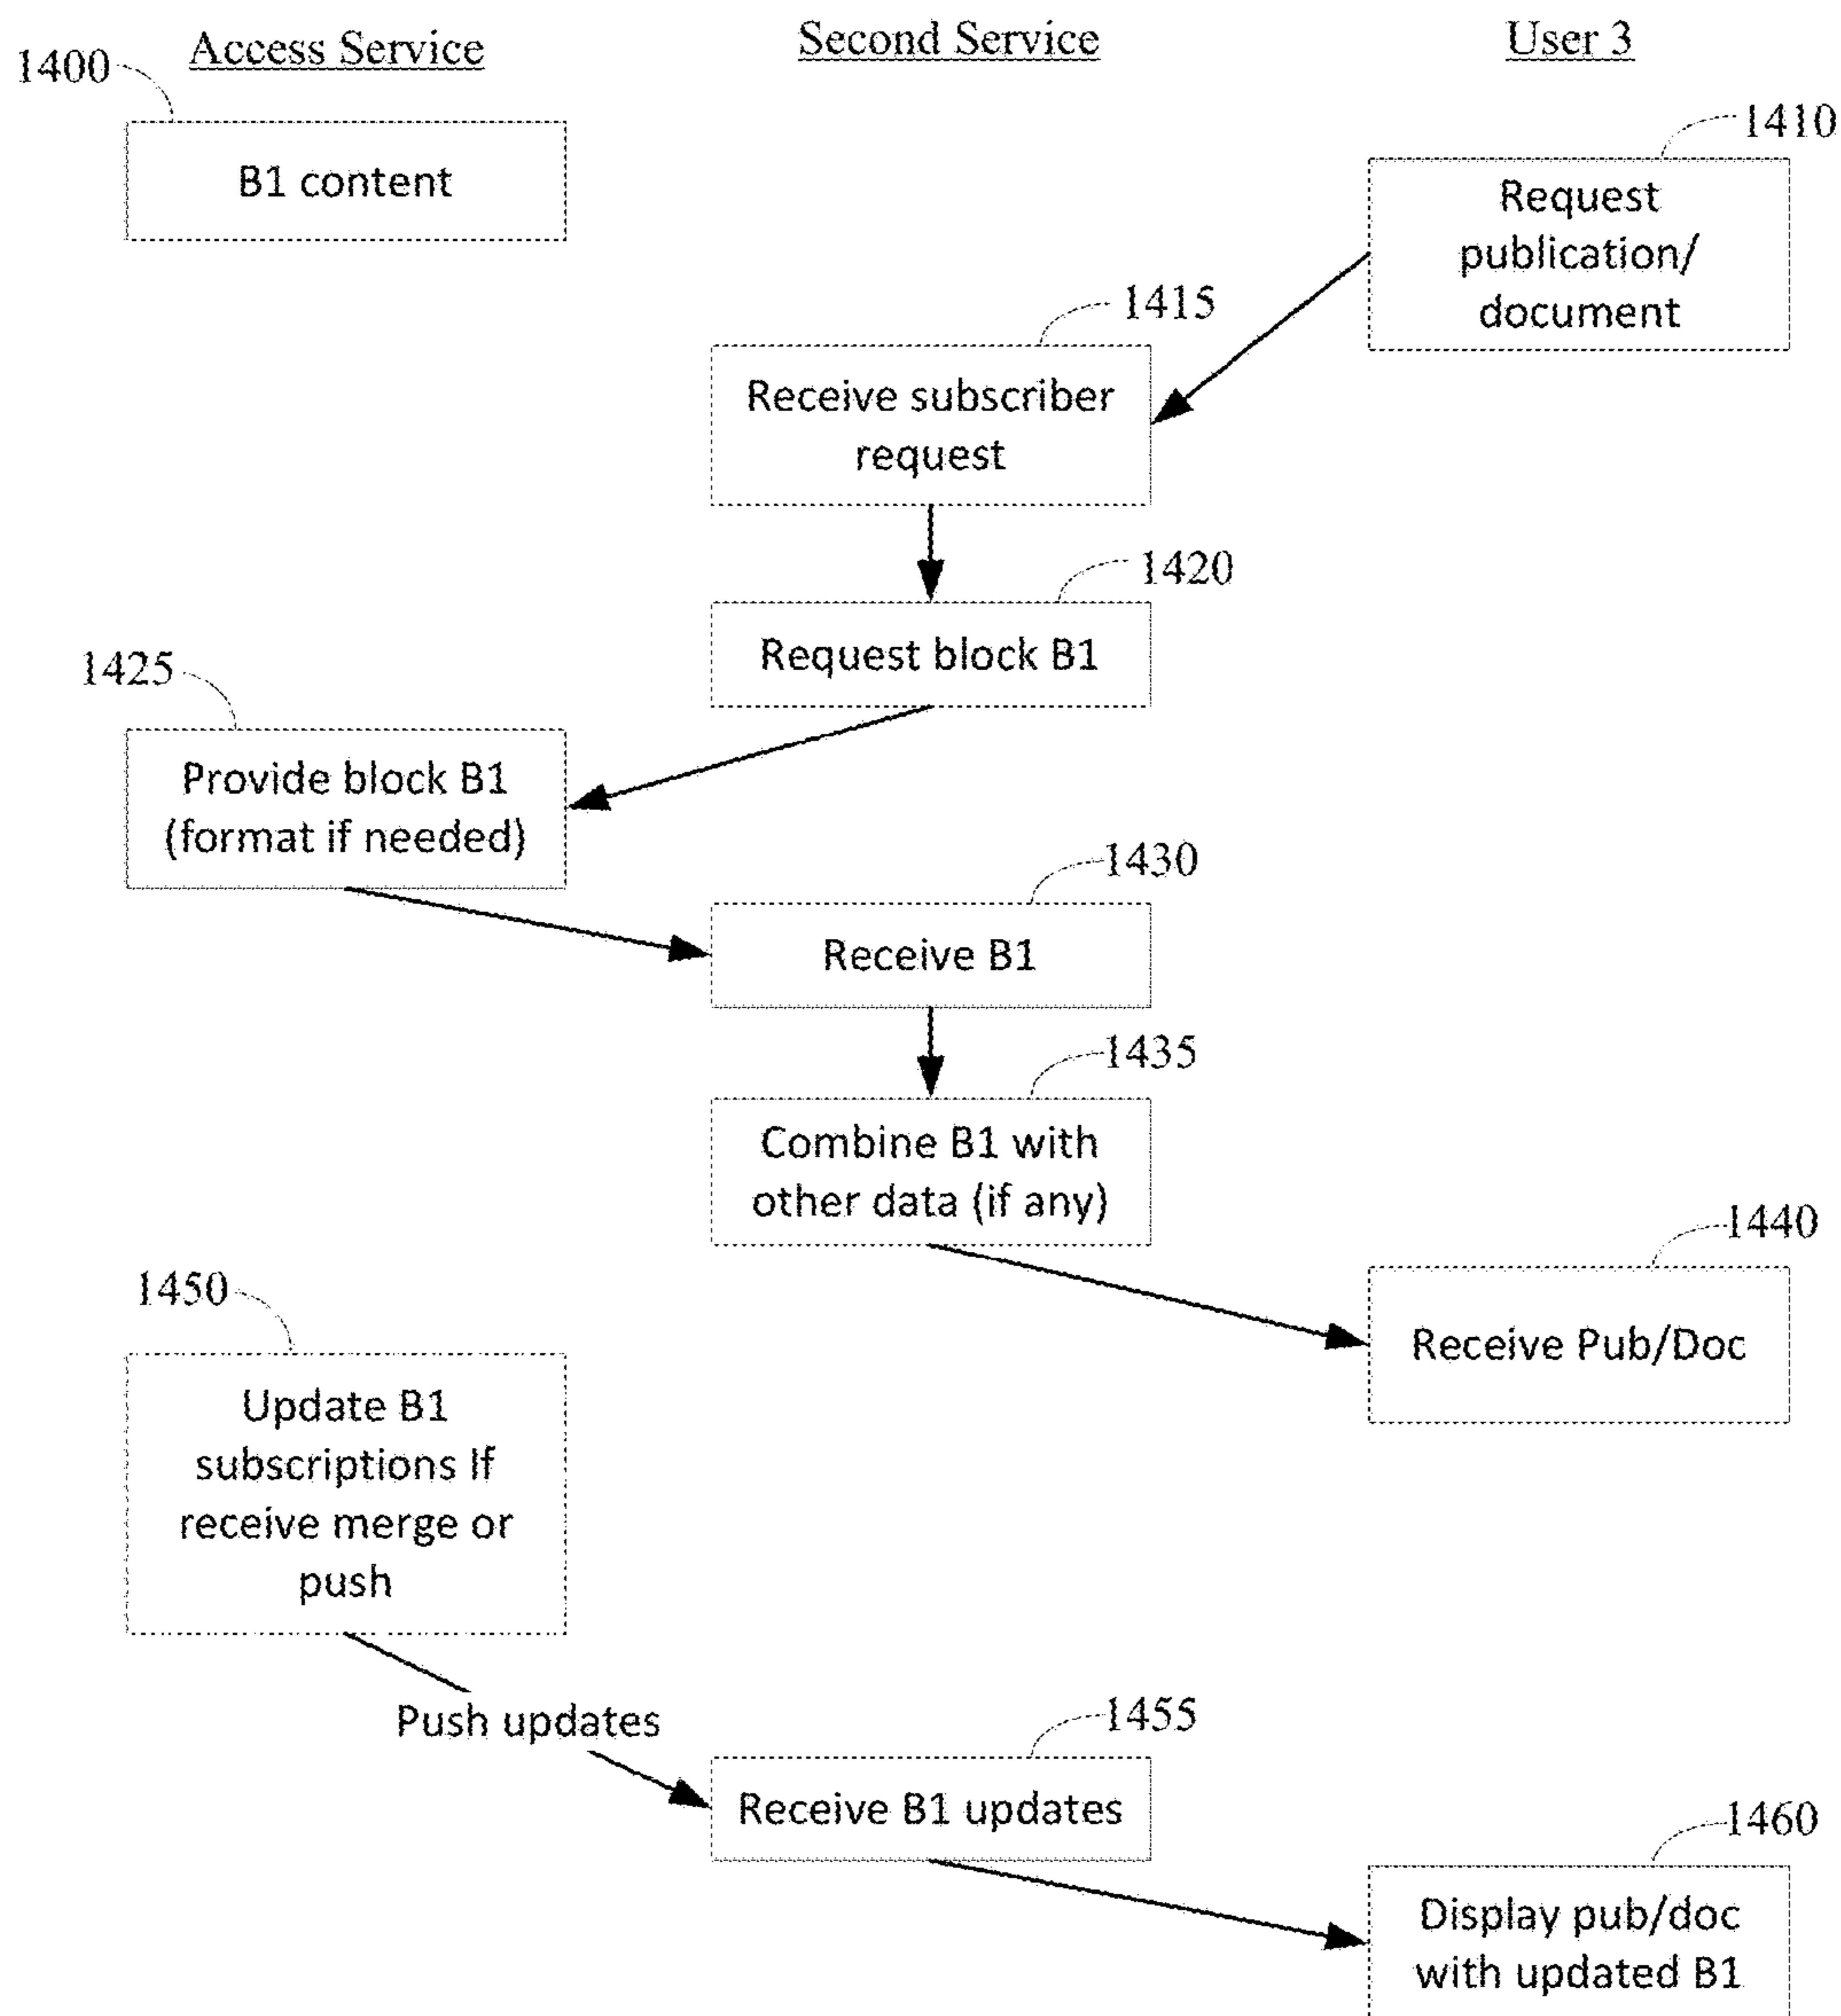 Access Service
Second Service
User 3
1400
B1 content
1410
Request
publication/
document
1415
Receive subscriber
request
1420
Request block B1
1425
Provide block B1
(format if needed)
1430
Receive B1
1435
Combine B1 with
other data (if any)
1440
Receive Pub/Doc
1450
Update B1
subscriptions If
receive merge or
push
Push updates
1455
Receive B1 updates
1460
Display pub/doc
with updated B1